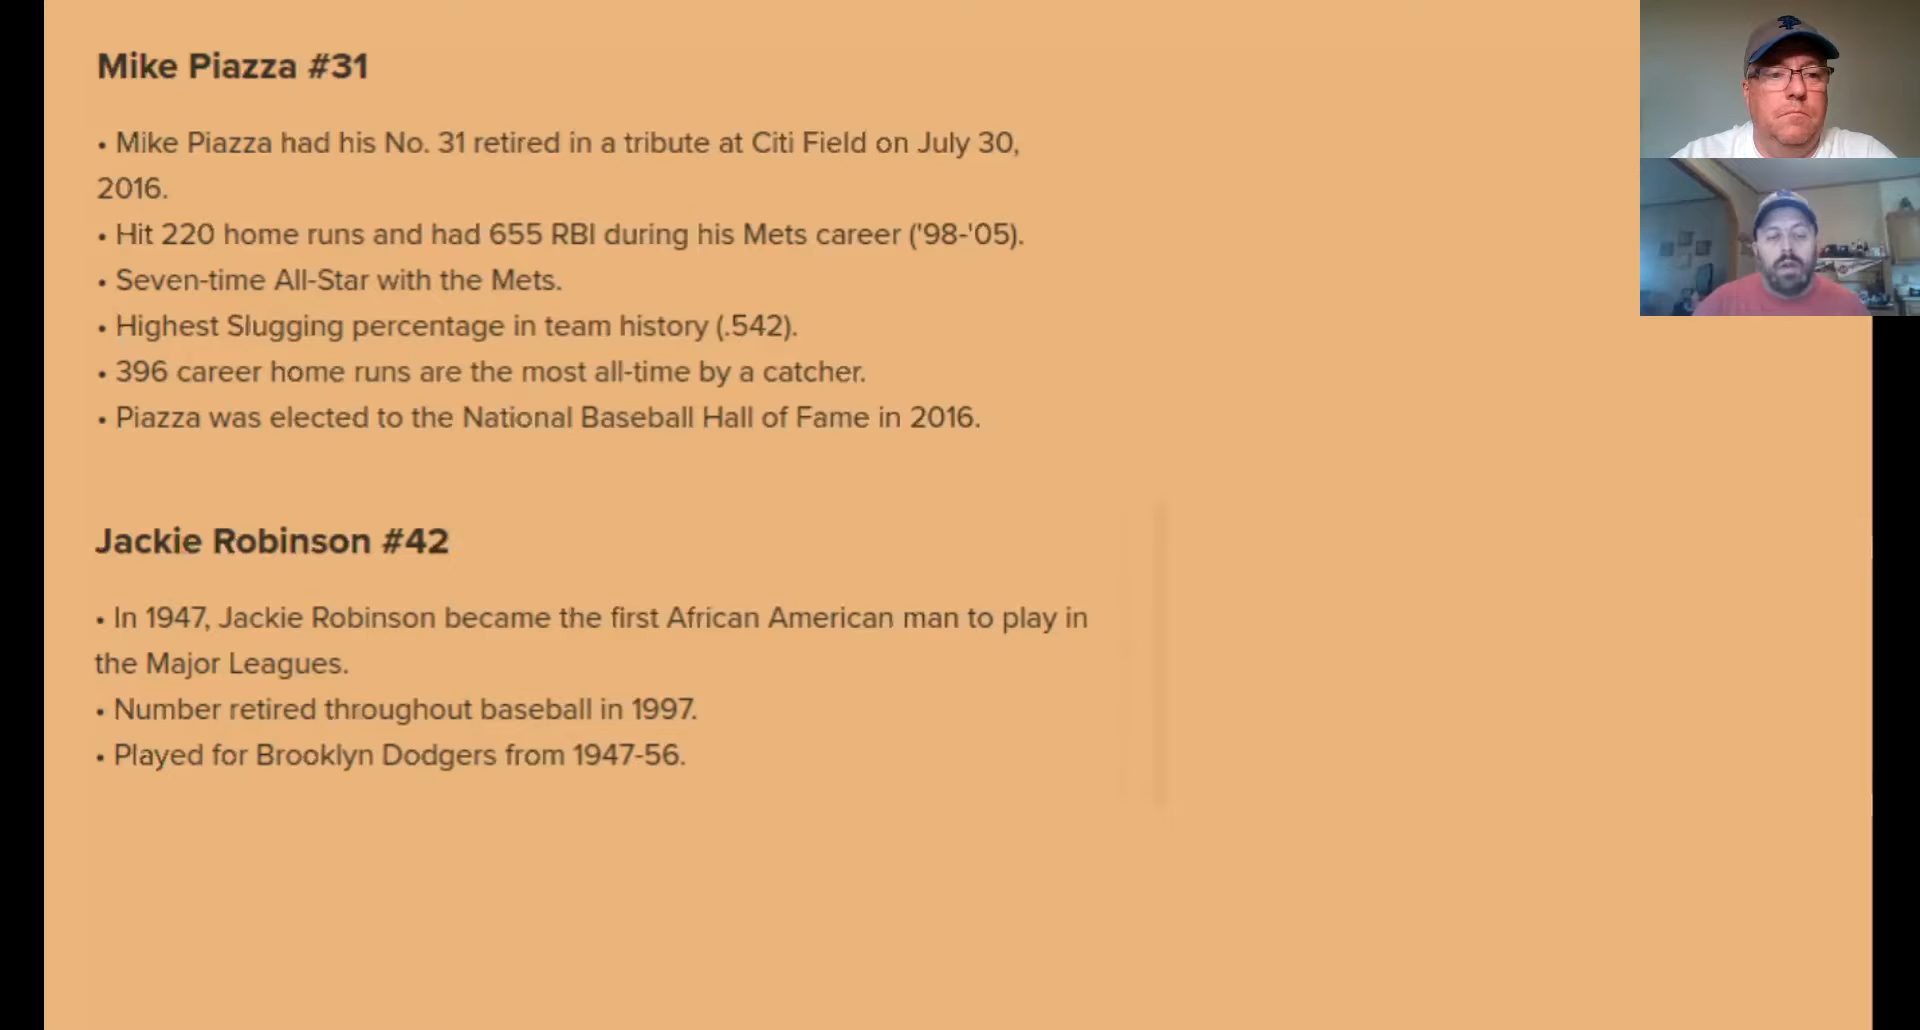 Mike Piazza #31
• Mike Piazza had his No. 31 retired in a tribute at Citi Field on July 30,
2016.
• Hit 220 home runs and had 655 RBI during his Mets career ('98-'05).
• Seven-time All-Star with the Mets.
• Highest Slugging percentage in team history (.542).
• 396 career home runs are the most all-time by a catcher.
• Piazza was elected to the National Baseball Hall of Fame in 2016.
Jackie Robinson #42
• In 1947, Jackie Robinson became the first African American man to play in
the Major Leagues.
• Number retired throughout baseball in 1997.
• Played for Brooklyn Dodgers from 1947-56.